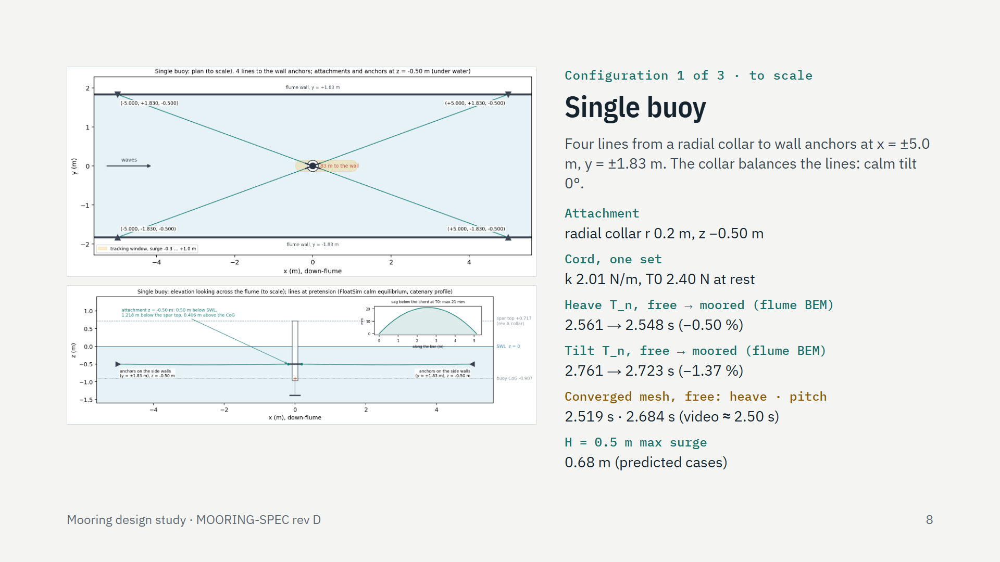 Single buoy: plan (to scale). 4 lines to the wall anchors; attachments and anchors at z = -0.50 m (under water)
flume wall, y = +1.83 m
(-5.000, +1.830, -0.500)
(+5.000, +1.830, -0.500)
waves
83 m to the wall
(-5.000, -1.830, -0.500)
(+5.000, -1.830, -0.500)
flume wall, y = -1.83 m
tracking window, surge -0.3 ... +1.0 m
2
1
0
−1
−2
y (m)
−4
−2
0
2
4
x (m), down-flume
Single buoy: elevation looking across the flume (to scale); lines at pretension (FloatSim calm equilibrium, catenary profile)
attachment z = -0.50 m: 0.50 m below SWL,
1.218 m below the spar top, 0.406 m above the CoG
sag below the chord at T0: max 21 mm
20
10
0
mm
0
1
2
3
4
5
along the line (m)
spar top +0.717
(rev A collar)
SWL z = 0
buoy CoG -0.907
anchors on the side walls
(y = ±1.83 m), z = -0.50 m
anchors on the side walls
(y = ±1.83 m), z = -0.50 m
1.0
0.5
0.0
−0.5
−1.0
−1.5
z (m)
−4
−2
0
2
4
x (m), down-flume
Configuration 1 of 3 · to scale
Single buoy
Four lines from a radial collar to wall anchors at x = ±5.0
m, y = ±1.83 m. The collar balances the lines: calm tilt
0°.
Attachment
radial collar r 0.2 m, z −0.50 m
Cord, one set
k 2.01 N/m, T0 2.40 N at rest
Heave T_n, free → moored (flume BEM)
2.561 → 2.548 s (−0.50 %)
Tilt T_n, free → moored (flume BEM)
2.761 → 2.723 s (−1.37 %)
Converged mesh, free: heave · pitch
2.519 s · 2.684 s (video ≈ 2.50 s)
H = 0.5 m max surge
0.68 m (predicted cases)
Mooring design study · MOORING-SPEC rev D
8